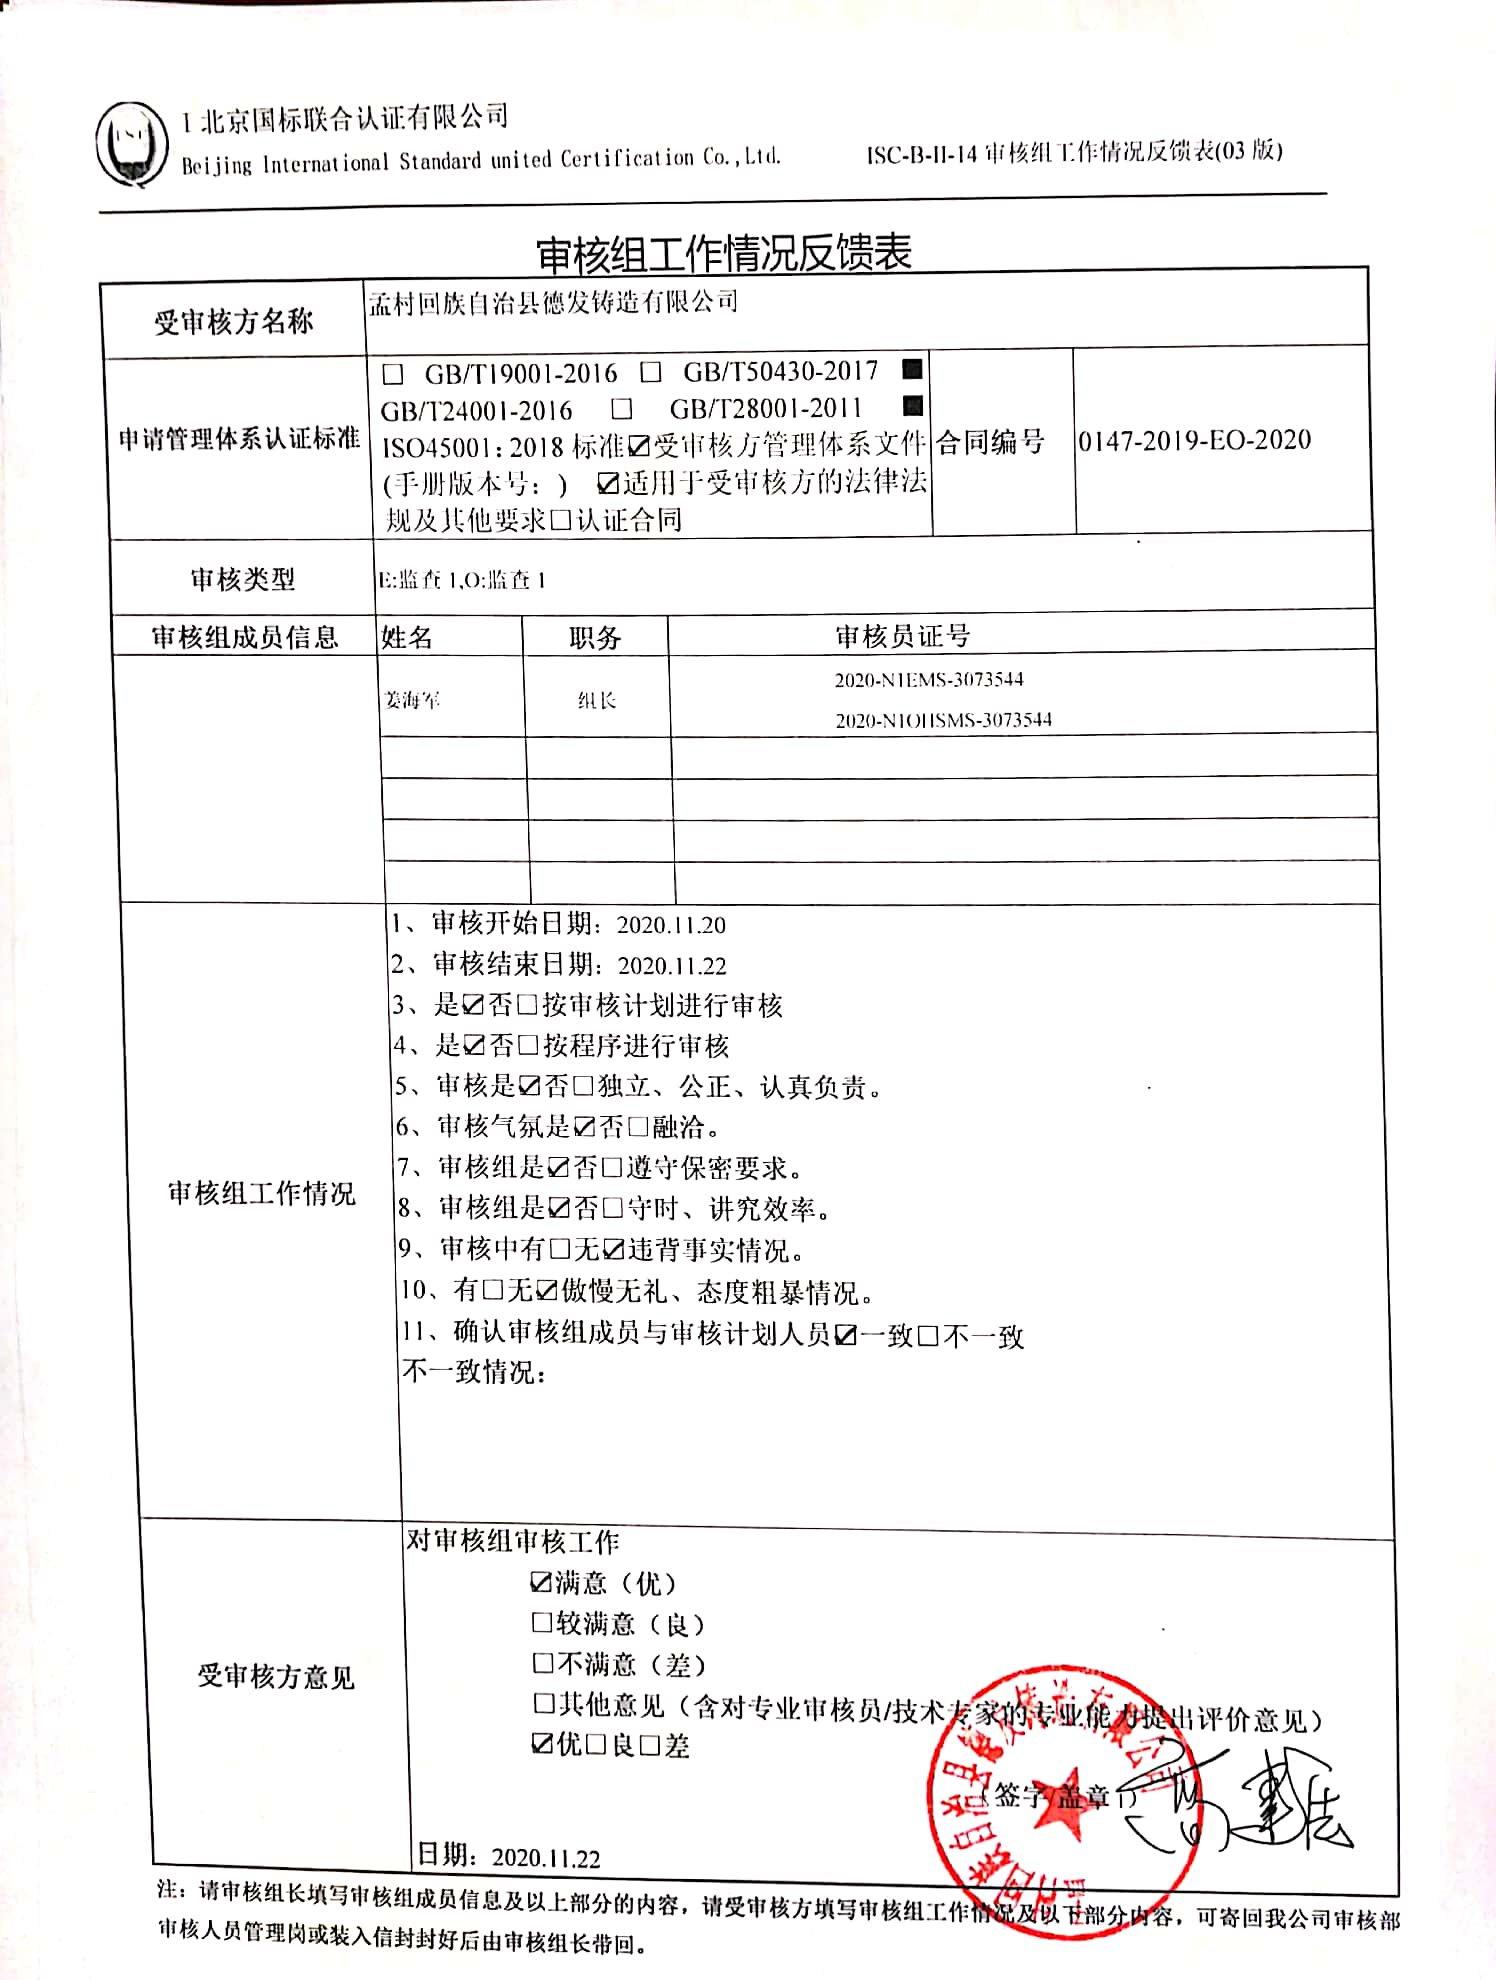 I 北京国标联合认证有限公司
Beijing International Standard united Certification Co.,Ltd.
ISC-B-II-14 审核组工作情况反馈表(03 版)
审核组工作情况反馈表
受审核方名称
孟村回族自治县德发铸造有限公司
申请管理体系认证标准
□ GB/T19001-2016 □ GB/T50430-2017 ■
GB/T24001-2016 □ GB/T28001-2011 ■
ISO45001:2018 标准☑受审核方管理体系文件
(手册版本号: ) ☑适用于受审核方的法律法
规及其他要求□认证合同
合同编号
0147-2019-EO-2020
审核类型
E:监查 1,O:监查 1
审核组成员信息
姓名
职务
审核员证号
姜海军
组长
2020-N1EMS-3073544
2020-N1OHSMS-3073544
审核组工作情况
1、审核开始日期: 2020.11.20
2、审核结束日期: 2020.11.22
3、是☑否□按审核计划进行审核
4、是☑否□按程序进行审核
5、审核是☑否□独立、公正、认真负责。
6、审核气氛是☑否□融洽。
7、审核组是☑否□遵守保密要求。
8、审核组是☑否□守时、讲究效率。
9、审核中有□无☑违背事实情况。
10、有□无☑傲慢无礼、态度粗暴情况。
11、确认审核组成员与审核计划人员☑一致□不一致
不一致情况:
受审核方意见
对审核组审核工作
☑满意(优)
□较满意(良)
□不满意(差)
□其他意见(含对专业审核员/技术专家的专业能力提出评价意见)
☑优□良□差
(签字/盖章)
日期: 2020.11.22
注: 请审核组长填写审核组成员信息及以上部分的内容, 请受审核方填写审核组工作情况及以下部分内容, 可寄回我公司审核部
审核人员管理岗或装入信封封好后由审核组长带回。